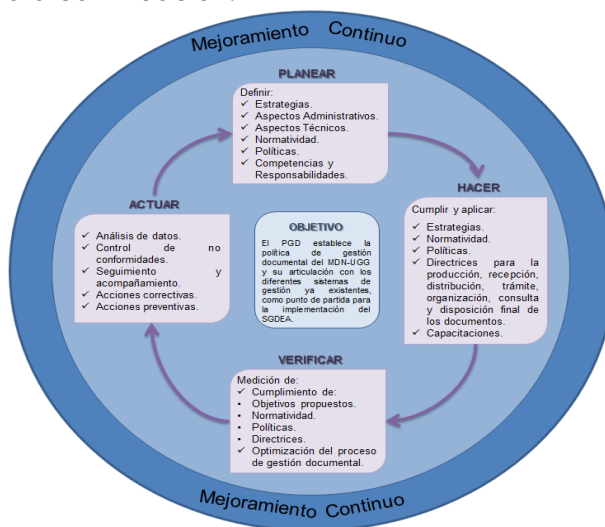 Mejoramiento Continuo
PLANEAR
Definir:
✓ Estrategias.
✓ Aspectos Administrativos.
✓ Aspectos Técnicos.
✓ Normatividad.
✓ Políticas.
✓ Competencias y
Responsabilidades.
HACER
Cumplir y aplicar:
✓ Estrategias.
✓ Normatividad.
✓ Políticas.
✓ Directrices para la
producción, recepción,
distribución, trámite,
organización, consulta
y disposición final de
los documentos.
✓ Capacitaciones.
ACTUAR
✓ Análisis de datos.
✓ Control de no
conformidades.
✓ Seguimiento y
acompañamiento.
✓ Acciones correctivas.
✓ Acciones preventivas.
OBJETIVO
El PGD establece la
política de gestión
documental del MDN-UGG
y su articulación con los
diferentes sistemas de
gestión ya existentes,
como punto de partida para
la implementación del
SGDEA.
VERIFICAR
Medición de:
✓ Cumplimiento de:
• Objetivos propuestos.
• Normatividad.
• Políticas.
• Directrices.
✓ Optimización del proceso
de gestión documental.
Mejoramiento Continuo